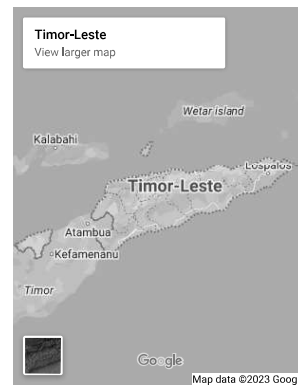 Timor-Leste
View larger map
Wetar island
Kalabahi
Lospalos
Timor-Leste
Atambua
Kefamenanu
Timor
Google
Map data ©2023 Goog